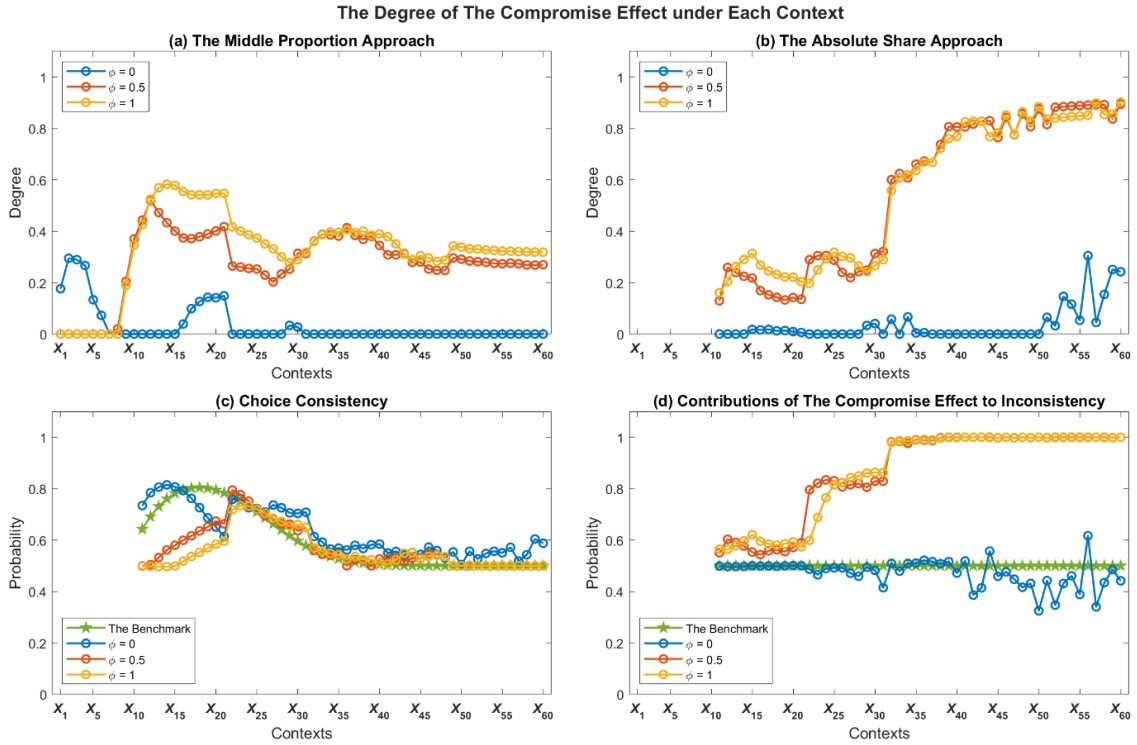 The Degree of The Compromise Effect under Each Context
(a) The Middle Proportion Approach
ϕ = 0
ϕ = 0.5
ϕ = 1
1
0.8
0.6
0.4
0.2
0
Degree
X1 X5 X10 X15 X20 X25 X30 X35 X40 X45 X50 X55 X60
Contexts
(b) The Absolute Share Approach
ϕ = 0
ϕ = 0.5
ϕ = 1
1
0.8
0.6
0.4
0.2
0
Degree
X1 X5 X10 X15 X20 X25 X30 X35 X40 X45 X50 X55 X60
Contexts
(c) Choice Consistency
1
0.8
0.6
0.4
0.2
0
Probability
The Benchmark
ϕ = 0
ϕ = 0.5
ϕ = 1
X1 X5 X10 X15 X20 X25 X30 X35 X40 X45 X50 X55 X60
Contexts
(d) Contributions of The Compromise Effect to Inconsistency
1
0.8
0.6
0.4
0.2
0
Probability
The Benchmark
ϕ = 0
ϕ = 0.5
ϕ = 1
X1 X5 X10 X15 X20 X25 X30 X35 X40 X45 X50 X55 X60
Contexts